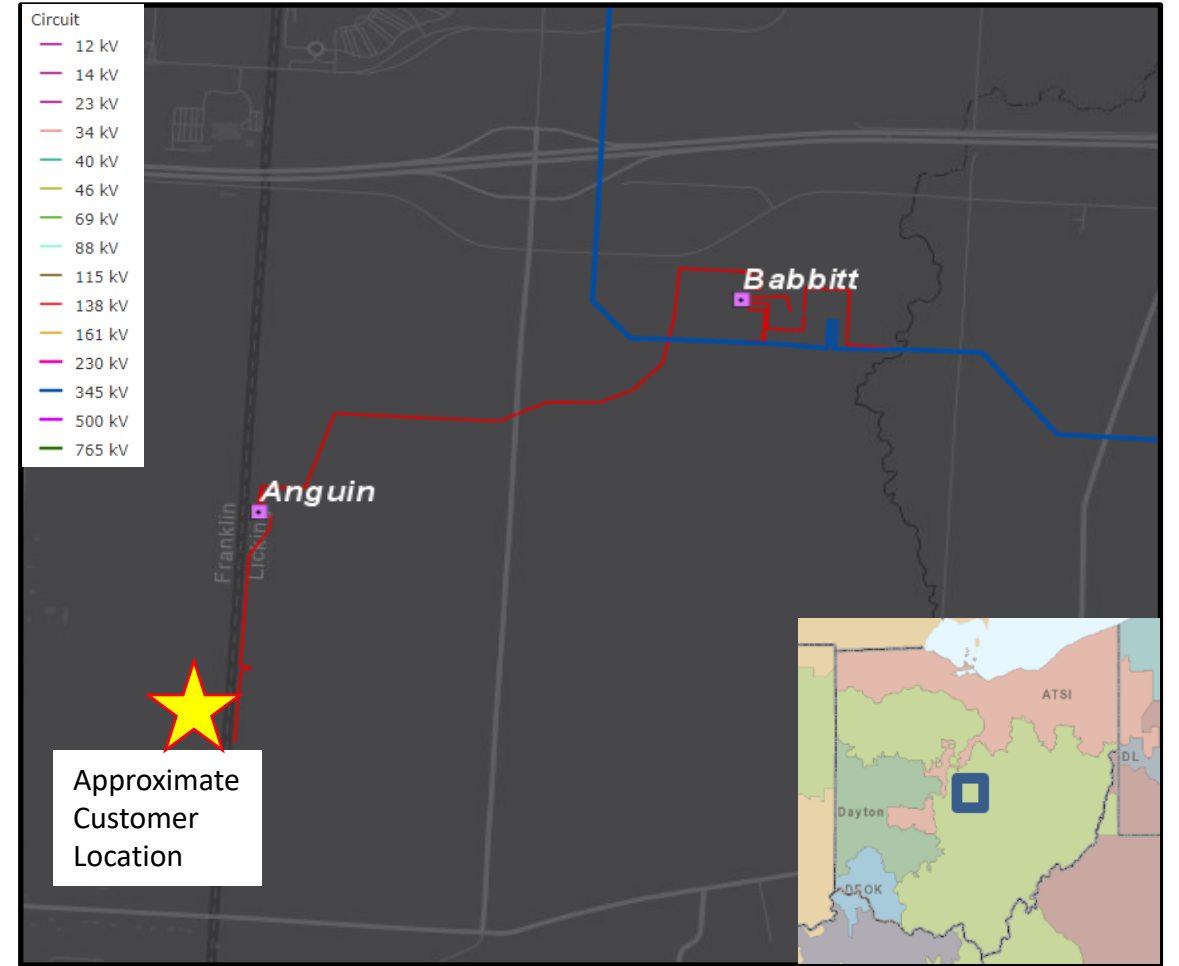 Circuit
12 kV
14 kV
23 kV
34 kV
40 kV
46 kV
69 kV
88 kV
115 kV
138 kV
161 kV
230 kV
345 kV
500 kV
765 kV
Babbitt
Anguin
Franklin
Lickin
Approximate
Customer
Location
ATSI
DL
Dayton
DEOK